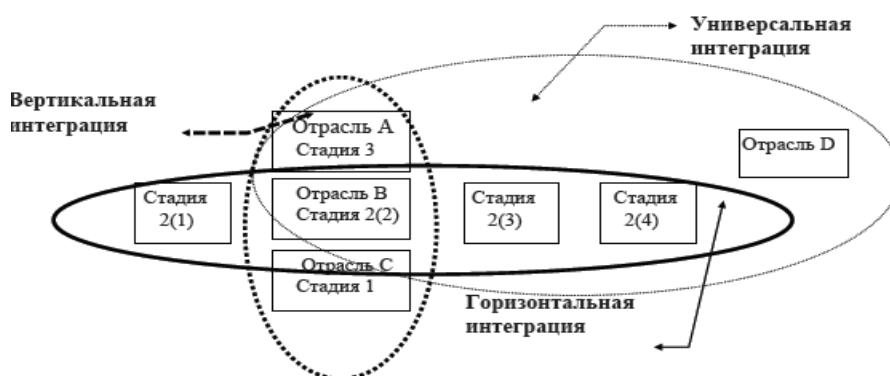 Универсальная
интеграция
Вертикальная
интеграция
Отрасль А
Стадия 3
Отрасль D
Стадия
2(1)
Отрасль В
Стадия 2(2)
Стадия
2(3)
Стадия
2(4)
Отрасль С
Стадия 1
Горизонтальная
интеграция